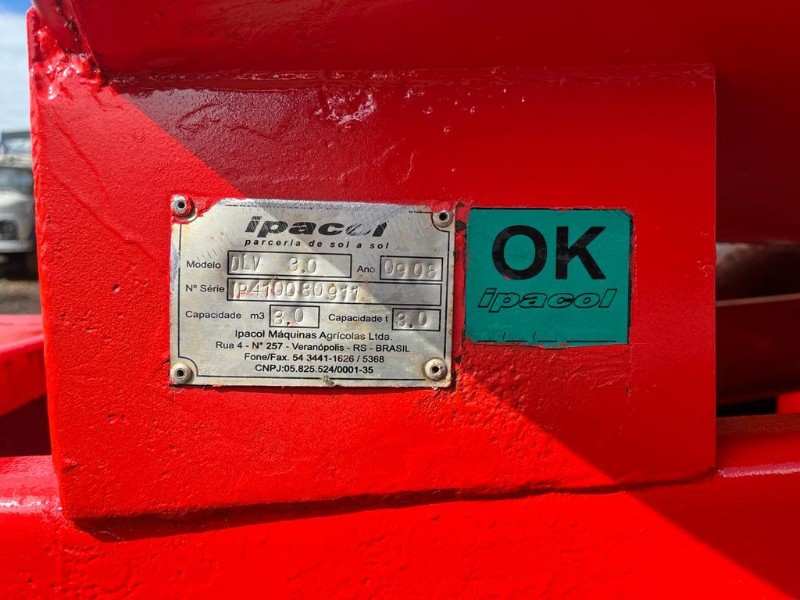 ipacol
parceria de sol a sol
Modelo DLV 3.0 Ano 09 08
Nº Série IP410080911
Capacidade m3 3.0 Capacidade t 3.0
Ipacol Máquinas Agrícolas Ltda.
Rua 4 - N° 257 - Veranópolis - RS - BRASIL
Fone/Fax. 54 3441-1626 / 5368
CNPJ:05.825.524/0001-35
OK
ipacol